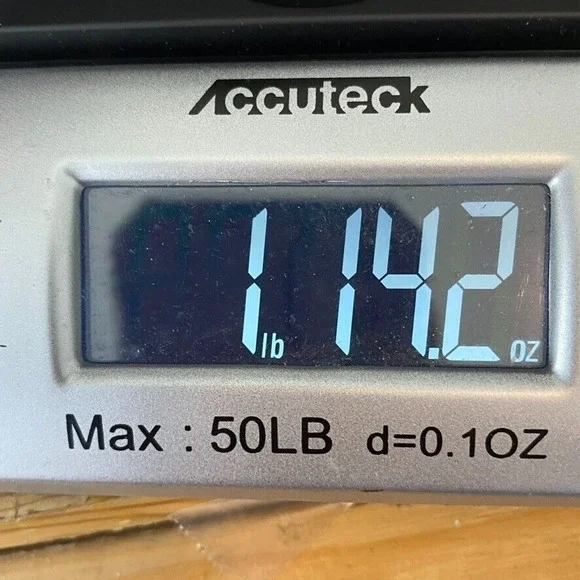 Accuteck
1 lb 14.2 oz
Max : 50LB d=0.1OZ